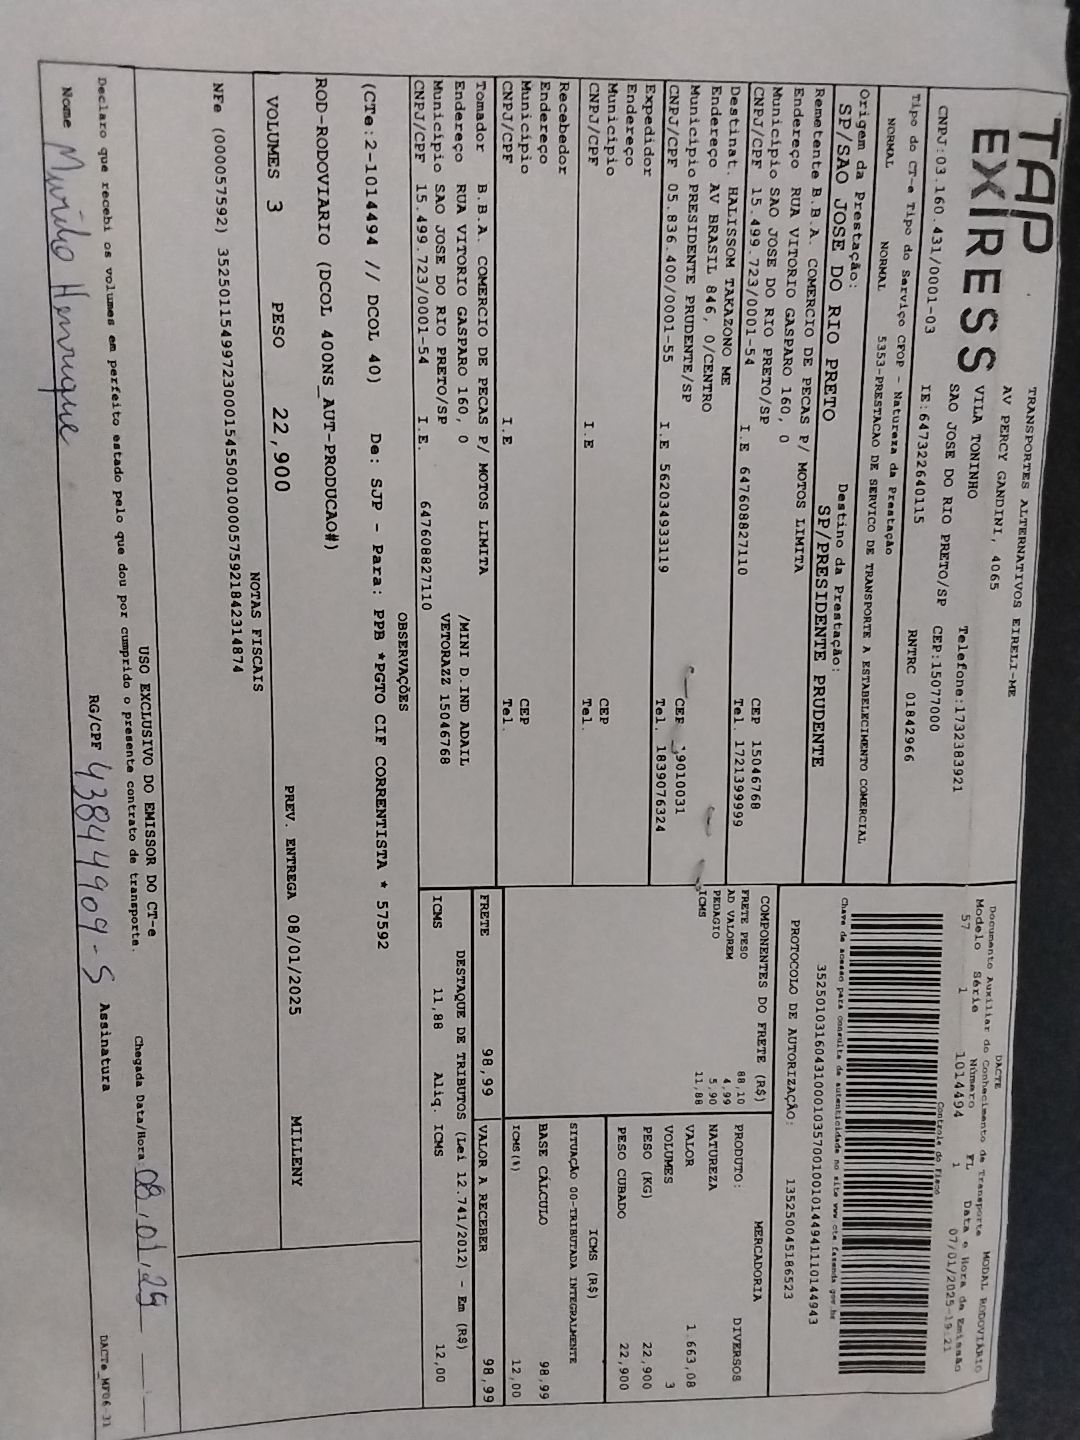 TAP
EXPRESS
TRANSPORTES ALTERNATIVOS EIRELI-ME
AV PERCY GANDINI, 4065
VILA TONINHO
SAO JOSE DO RIO PRETO/SP
Telefone:1732383921
CEP:15077000
CNPJ:03.160.431/0001-03
IE:647322640115
RNTRC 01842966
DACTE
MODAL RODOVIÁRIO
Documento Auxiliar do Conhecimento de Transporte
Modelo Série Número FL Data e Hora de Emissão
57 1 1014494 1 07/01/2025-19:21
Controle do Fisco
Chave de acesso para consulta de autenticidade no site www.cte.fazenda.gov.br
35250103160431000103570010010144941110144943
PROTOCOLO DE AUTORIZAÇÃO: 135250045186523
Tipo do CT-e Tipo do Serviço CFOP - Natureza da Prestação
NORMAL NORMAL 5353-PRESTACAO DE SERVICO DE TRANSPORTE A ESTABELECIMENTO COMERCIAL
Origem da Prestação: Destino da Prestação:
SP/SAO JOSE DO RIO PRETO SP/PRESIDENTE PRUDENTE
Remetente B.B.A. COMERCIO DE PECAS P/ MOTOS LIMITA
Endereço RUA VITORIO GASPARO 160, 0
Município SAO JOSE DO RIO PRETO/SP CEP 15046768
CNPJ/CPF 15.499.723/0001-54 I.E 647608827110 Tel. 1721399999
Destinat. HALISSOM TAKAZONO ME
Endereço AV BRASIL 846, 0/CENTRO
Município PRESIDENTE PRUDENTE/SP CEP 19010031
CNPJ/CPF 05.836.400/0001-55 I.E 562034933119 Tel. 1839076324
Expedidor
Endereço
Município CEP
CNPJ/CPF I.E Tel.
Recebedor
Endereço
Município CEP
CNPJ/CPF I.E Tel.
Tomador B.B.A. COMERCIO DE PECAS P/ MOTOS LIMITA
Endereço RUA VITORIO GASPARO 160, 0 /MINI D.IND ADAIL
Município SAO JOSE DO RIO PRETO/SP VETORAZZ 15046768
CNPJ/CPF 15.499.723/0001-54 I.E. 647608827110
COMPONENTES DO FRETE (R$)
FRETE PESO 88,10
AD VALOREM 4,99
PEDAGIO 5,90
ICMS 11,88
MERCADORIA
PRODUTO: DIVERSOS
NATUREZA
VALOR 1.663,08
VOLUMES 3
PESO (KG) 22,900
PESO CUBADO 22,900
ICMS (R$)
SITUAÇÃO 00-TRIBUTADA INTEGRALMENTE
BASE CÁLCULO 98,99
ICMS(%) 12,00
FRETE 98,99 VALOR A RECEBER 98,99
DESTAQUE DE TRIBUTOS (Lei 12.741/2012) - Em (R$)
ICMS 11,88 Aliq. ICMS 12,00
OBSERVAÇÕES
(CTe:2-1014494 // DCOL 40) De: SJP - Para: PPB *PGTO CIF CORRENTISTA * 57592
ROD-RODOVIARIO (DCOL 400NS_AUT-PRODUCAO#)
VOLUMES 3 PESO 22,900 PREV. ENTREGA 08/01/2025 MILLENY
NOTAS FISCAIS
NFe (000057592) 35250115499723000154550010000575921842314874
USO EXCLUSIVO DO EMISSOR DO CT-e
Declaro que recebi os volumes em perfeito estado pelo que dou por cumprido o presente contrato de transporte.
Chegada Data/Hora 08,01,25
Nome Murilho Henrique RG/CPF 43844909-5 Assinatura
DACTe_MF06-31